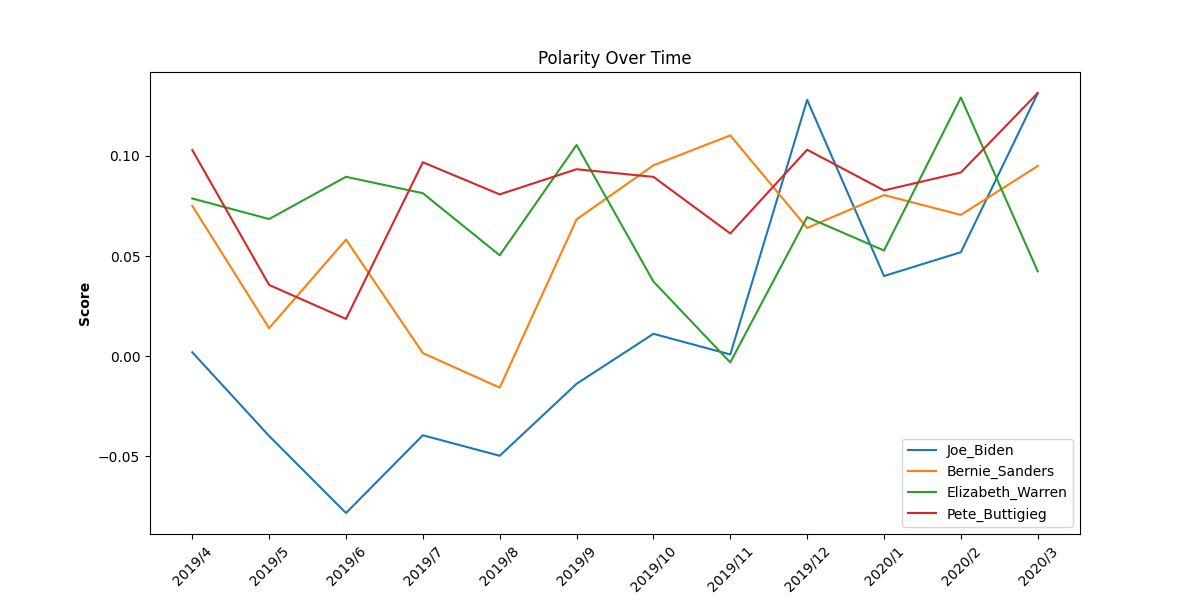 Polarity Over Time
Score
0.10
0.05
0.00
−0.05
2019/4
2019/5
2019/6
2019/7
2019/8
2019/9
2019/10
2019/11
2019/12
2020/1
2020/2
2020/3
Joe_Biden
Bernie_Sanders
Elizabeth_Warren
Pete_Buttigieg